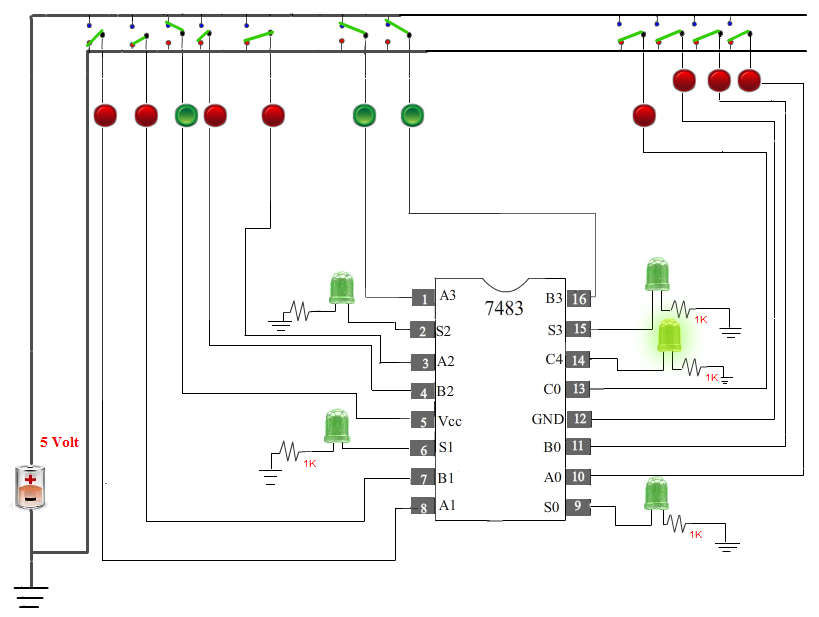 5 Volt
7483
1 A3
2 S2
3 A2
4 B2
5 Vcc
6 S1
7 B1
8 A1
B3 16
S3 15
C4 14
C0 13
GND 12
B0 11
A0 10
S0 9
1K
1K
1K
1K